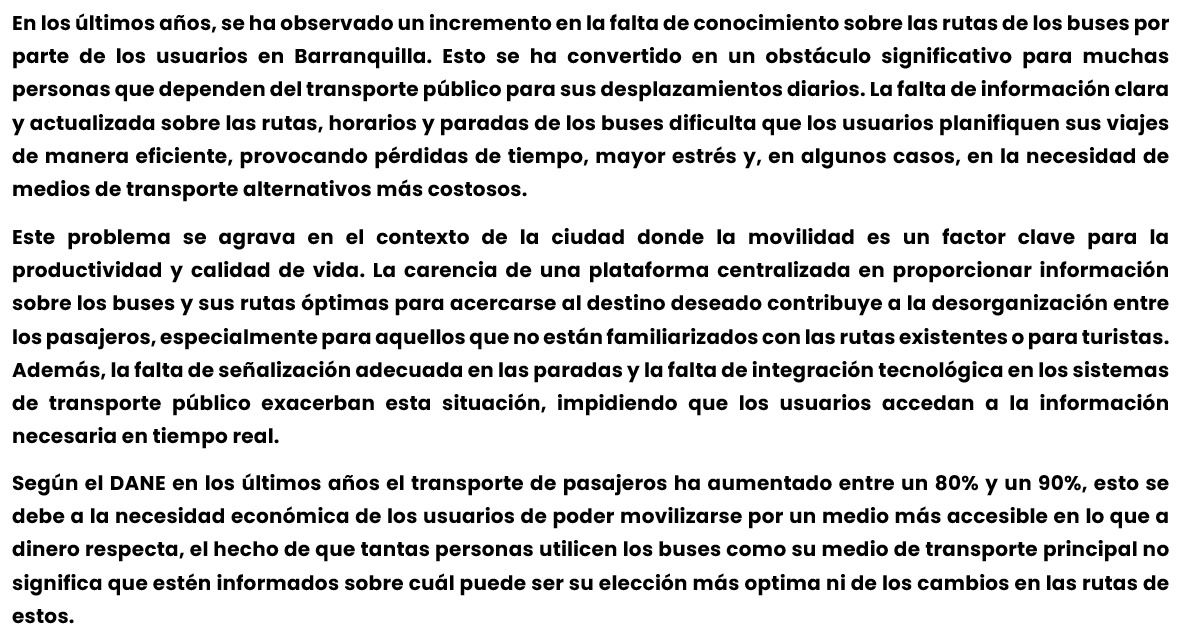 En los últimos años, se ha observado un incremento en la falta de conocimiento sobre las rutas de los buses por
parte de los usuarios en Barranquilla. Esto se ha convertido en un obstáculo significativo para muchas
personas que dependen del transporte público para sus desplazamientos diarios. La falta de información clara
y actualizada sobre las rutas, horarios y paradas de los buses dificulta que los usuarios planifiquen sus viajes
de manera eficiente, provocando pérdidas de tiempo, mayor estrés y, en algunos casos, en la necesidad de
medios de transporte alternativos más costosos.
Este problema se agrava en el contexto de la ciudad donde la movilidad es un factor clave para la
productividad y calidad de vida. La carencia de una plataforma centralizada en proporcionar información
sobre los buses y sus rutas óptimas para acercarse al destino deseado contribuye a la desorganización entre
los pasajeros, especialmente para aquellos que no están familiarizados con las rutas existentes o para turistas.
Además, la falta de señalización adecuada en las paradas y la falta de integración tecnológica en los sistemas
de transporte público exacerban esta situación, impidiendo que los usuarios accedan a la información
necesaria en tiempo real.
Según el DANE en los últimos años el transporte de pasajeros ha aumentado entre un 80% y un 90%, esto se
debe a la necesidad económica de los usuarios de poder movilizarse por un medio más accesible en lo que a
dinero respecta, el hecho de que tantas personas utilicen los buses como su medio de transporte principal no
significa que estén informados sobre cuál puede ser su elección más optima ni de los cambios en las rutas de
estos.